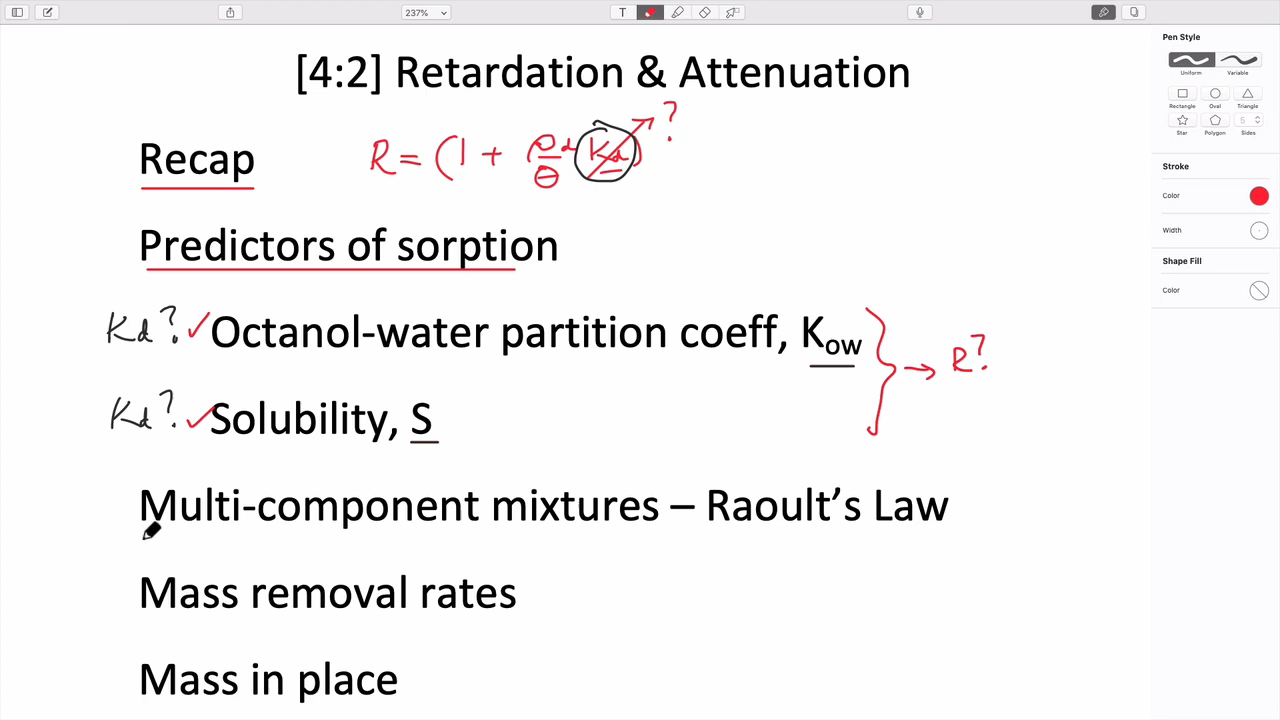 237%
T
[4:2] Retardation & Attenuation
Recap
R = (1 + ρd/θ Kd) ?
Predictors of sorption
Kd? ✓ Octanol-water partition coeff, Kow
→ R?
Kd? ✓ Solubility, S
Multi-component mixtures – Raoult's Law
Mass removal rates
Mass in place
Pen Style
Uniform Variable
Rectangle Oval Triangle
Star Polygon 5 Sides
Stroke
Color
Width
Shape Fill
Color